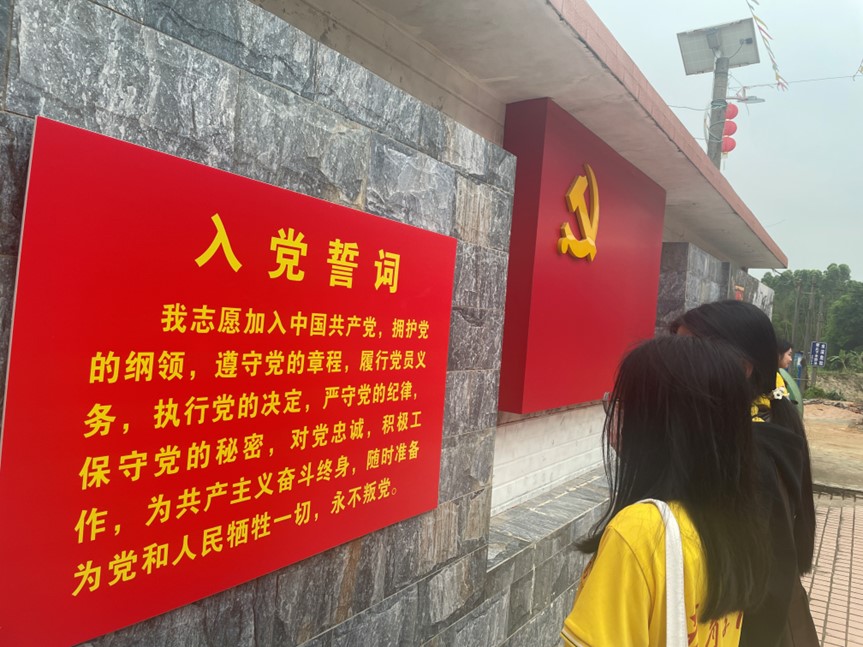 入党誓词
我志愿加入中国共产党，拥护党
的纲领，遵守党的章程，履行党员义
务，执行党的决定，严守党的纪律，
保守党的秘密，对党忠诚，积极工
作，为共产主义奋斗终身，随时准备
为党和人民牺牲一切，永不叛党。